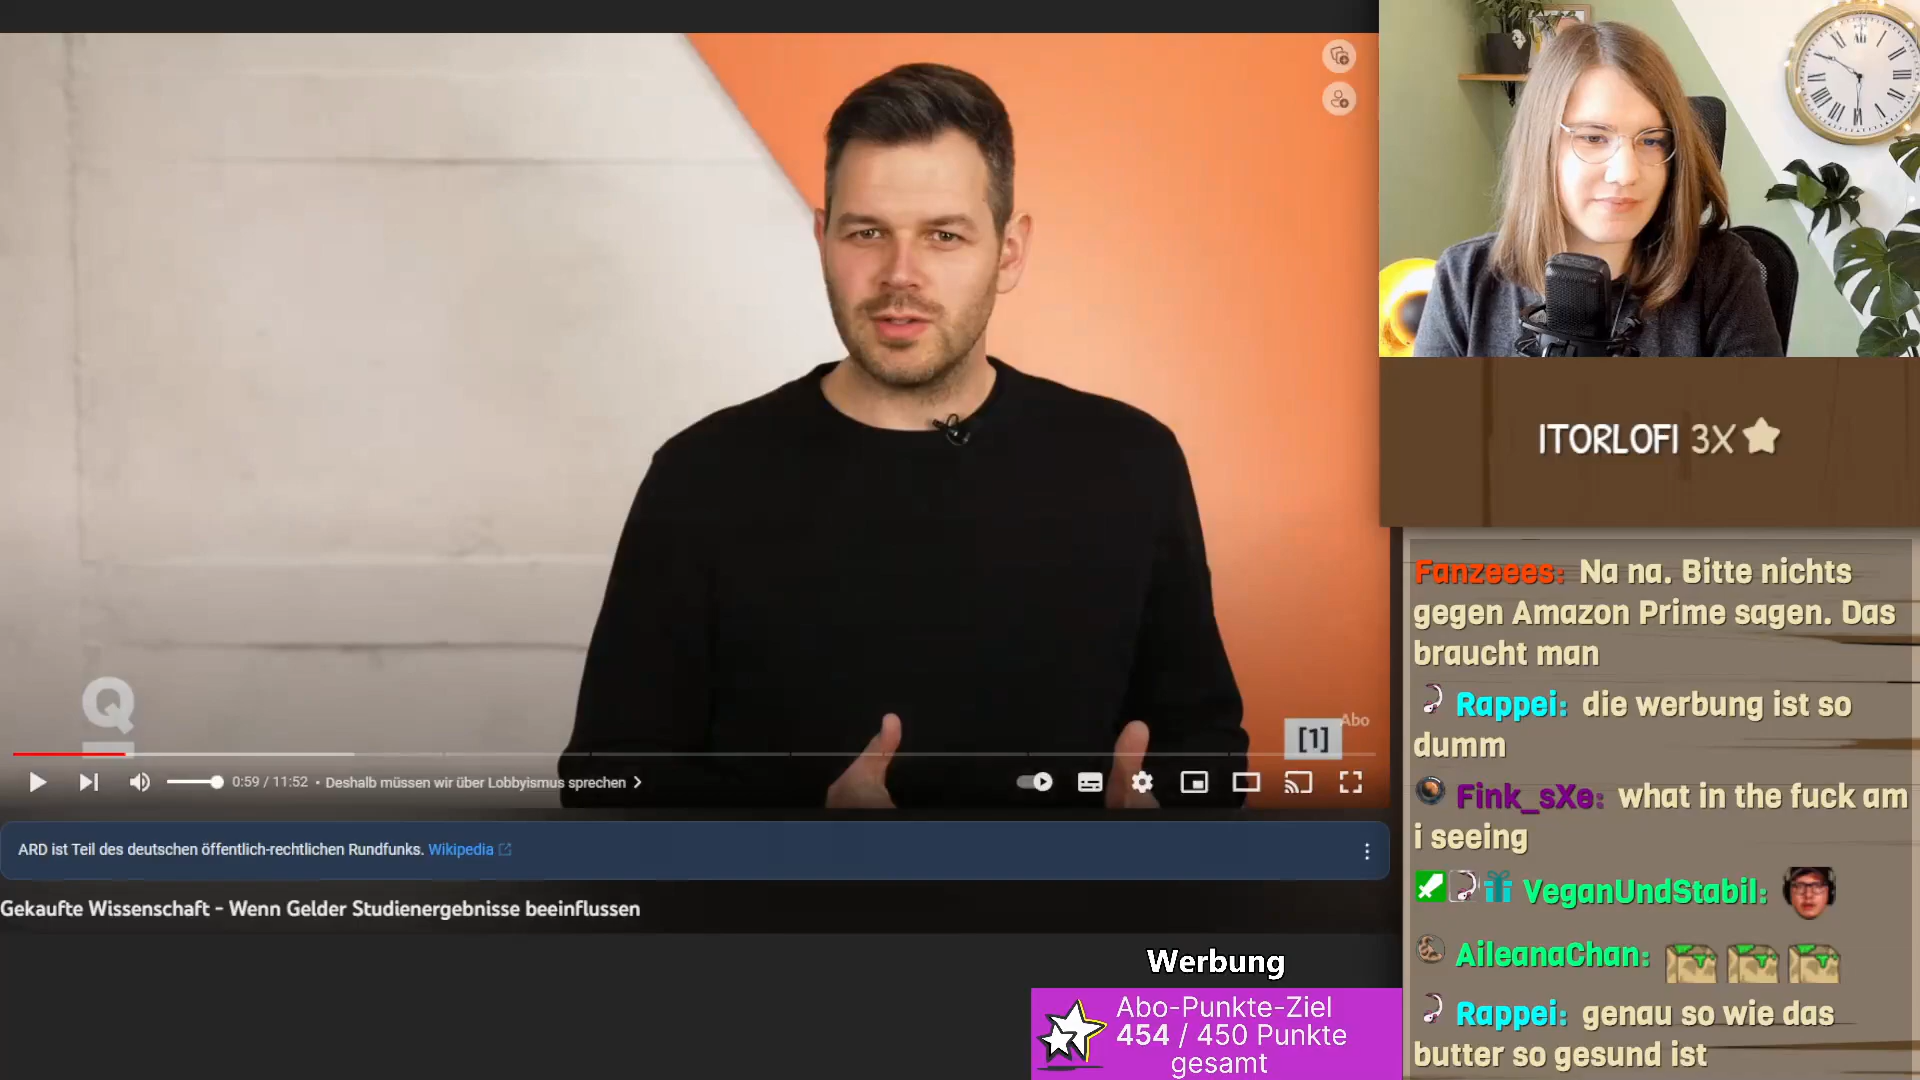 Q
[1]
Abo
0:59 / 11:52 • Deshalb müssen wir über Lobbyismus sprechen
ARD ist Teil des deutschen öffentlich-rechtlichen Rundfunks. Wikipedia
Gekaufte Wissenschaft - Wenn Gelder Studienergebnisse beeinflussen
Werbung
Abo-Punkte-Ziel
454 / 450 Punkte
gesamt
ITORLOFI 3X
Fanzeees: Na na. Bitte nichts
gegen Amazon Prime sagen. Das
braucht man
Rappei: die werbung ist so
dumm
Fink_sXe: what in the fuck am
i seeing
VeganUndStabil:
AileanaChan:
Rappei: genau so wie das
butter so gesund ist